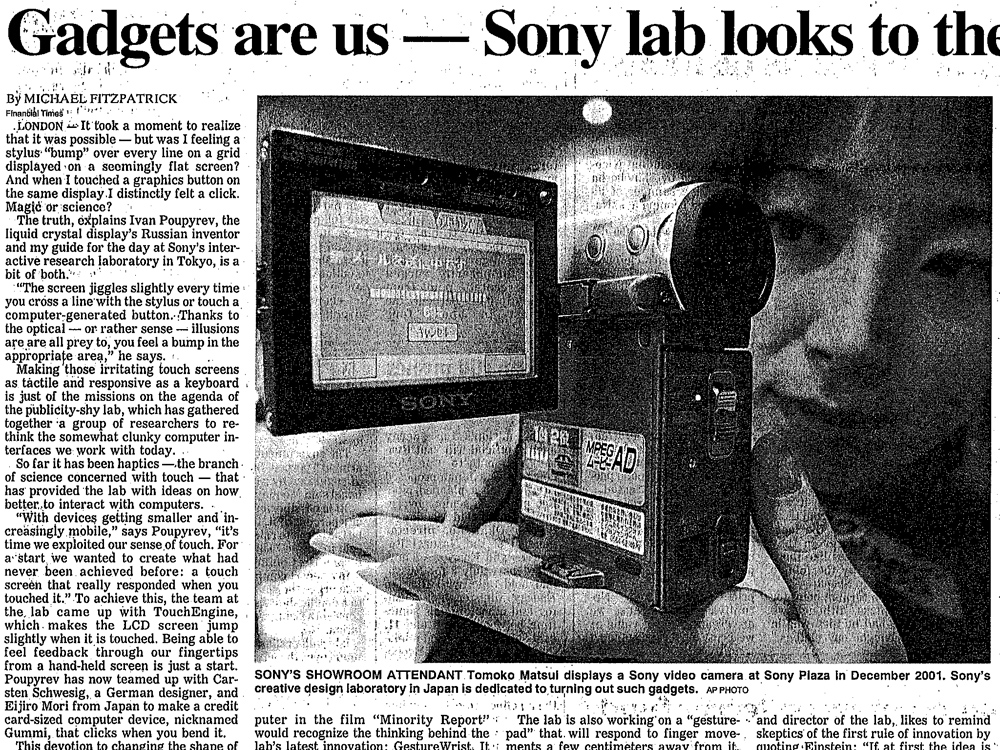 Gadgets are us — Sony lab looks to the
By MICHAEL FITZPATRICK
Financial Times
LONDON — It took a moment to realize
that it was possible — but was I feeling a
stylus "bump" over every line on a grid
displayed on a seemingly flat screen?
And when I touched a graphics button on
the same display I distinctly felt a click.
Magic or science?
The truth, explains Ivan Poupyrev, the
liquid crystal display's Russian inventor
and my guide for the day at Sony's inter-
active research laboratory in Tokyo, is a
bit of both.
"The screen jiggles slightly every time
you cross a line with the stylus or touch a
computer-generated button. Thanks to
the optical — or rather sense — illusions
are are all prey to, you feel a bump in the
appropriate area," he says.
Making those irritating touch screens
as tactile and responsive as a keyboard
is just of the missions on the agenda of
the publicity-shy lab, which has gathered
together a group of researchers to re-
think the somewhat clunky computer in-
terfaces we work with today.
So far it has been haptics — the branch
of science concerned with touch — that
has provided the lab with ideas on how
better to interact with computers.
"With devices getting smaller and in-
creasingly mobile," says Poupyrev, "it's
time we exploited our sense of touch. For
a start we wanted to create what had
never been achieved before: a touch
screen that really responded when you
touched it." To achieve this, the team at
the lab came up with TouchEngine,
which makes the LCD screen jump
slightly when it is touched. Being able to
feel feedback through our fingertips
from a hand-held screen is just a start.
Poupyrev has now teamed up with Car-
sten Schwesig, a German designer, and
Eijiro Mori from Japan to make a credit
card-sized computer device, nicknamed
Gummi, that clicks when you bend it.
This devotion to changing the shape of
SONY
MPEG
AD
SONY'S SHOWROOM ATTENDANT Tomoko Matsui displays a Sony video camera at Sony Plaza in December 2001. Sony's
creative design laboratory in Japan is dedicated to turning out such gadgets. AP PHOTO
puter in the film "Minority Report"
would recognize the thinking behind the
lab's latest innovation: GestureWrist. It
The lab is also working on a "gesture-
pad" that will respond to finger move-
ments a few centimeters away from it.
and director of the lab, likes to remind
skeptics of the first rule of innovation by
quoting Einstein: "If at first the idea is